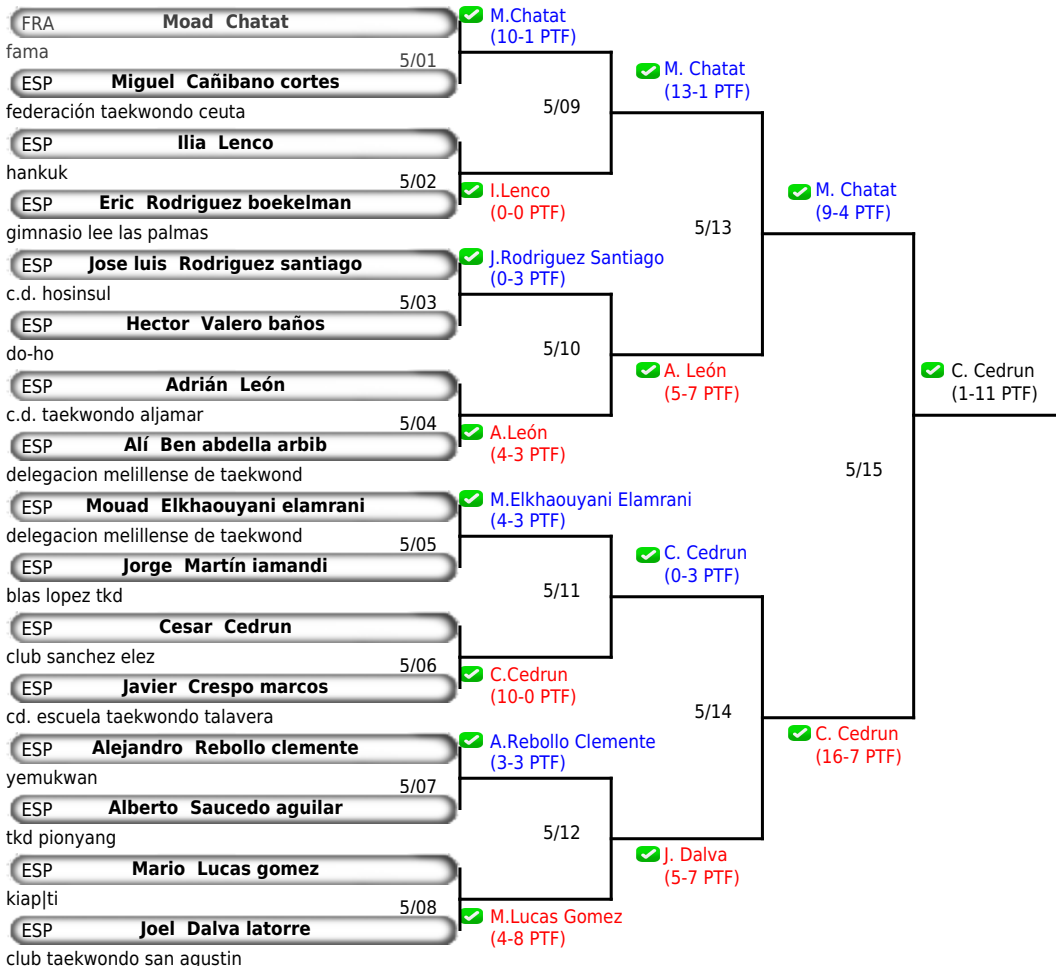 FRA Moad Chatat
fama
5/01
ESP Miguel Cañibano cortes
federación taekwondo ceuta
ESP Ilia Lenco
hankuk
5/02
ESP Eric Rodriguez boekelman
gimnasio lee las palmas
ESP Jose luis Rodriguez santiago
c.d. hosinsul
5/03
ESP Hector Valero baños
do-ho
ESP Adrián León
c.d. taekwondo aljamar
5/04
ESP Alí Ben abdella arbib
delegacion melillense de taekwond
ESP Mouad Elkhaouyani elamrani
delegacion melillense de taekwond
5/05
ESP Jorge Martín iamandi
blas lopez tkd
ESP Cesar Cedrun
club sanchez elez
5/06
ESP Javier Crespo marcos
cd. escuela taekwondo talavera
ESP Alejandro Rebollo clemente
yemukwan
5/07
ESP Alberto Saucedo aguilar
tkd pionyang
ESP Mario Lucas gomez
kiap|ti
5/08
ESP Joel Dalva latorre
club taekwondo san agustin
M.Chatat
(10-1 PTF)
5/09
I.Lenco
(0-0 PTF)
J.Rodriguez Santiago
(0-3 PTF)
5/10
A.León
(4-3 PTF)
M.Elkhaouyani Elamrani
(4-3 PTF)
5/11
C.Cedrun
(10-0 PTF)
A.Rebollo Clemente
(3-3 PTF)
5/12
M.Lucas Gomez
(4-8 PTF)
M. Chatat
(13-1 PTF)
5/13
A. León
(5-7 PTF)
C. Cedrun
(0-3 PTF)
5/14
J. Dalva
(5-7 PTF)
M. Chatat
(9-4 PTF)
5/15
C. Cedrun
(16-7 PTF)
C. Cedrun
(1-11 PTF)